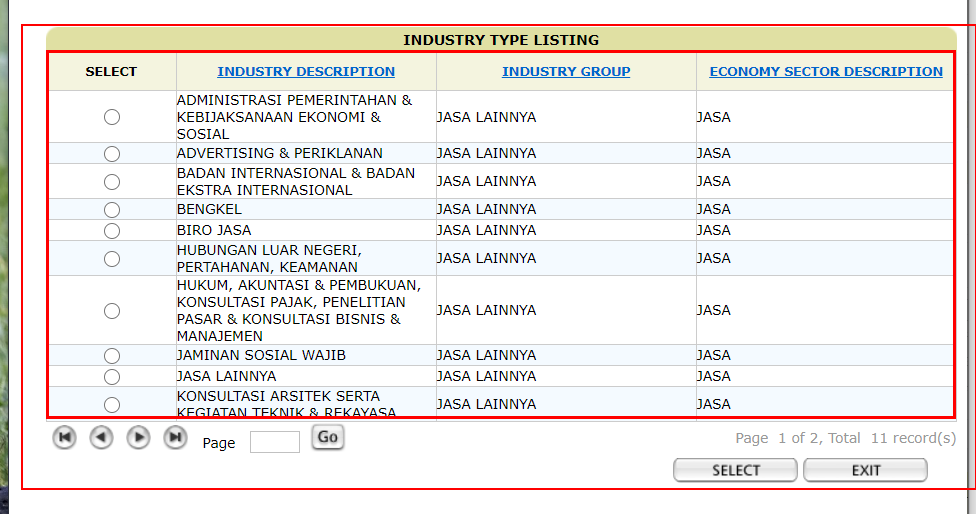 INDUSTRY TYPE LISTING
SELECT INDUSTRY DESCRIPTION INDUSTRY GROUP ECONOMY SECTOR DESCRIPTION
ADMINISTRASI PEMERINTAHAN &
KEBIJAKSANAAN EKONOMI & JASA LAINNYA JASA
SOSIAL
ADVERTISING & PERIKLANAN JASA LAINNYA JASA
BADAN INTERNASIONAL & BADAN
EKSTRA INTERNASIONAL JASA LAINNYA JASA
BENGKEL JASA LAINNYA JASA
BIRO JASA JASA LAINNYA JASA
HUBUNGAN LUAR NEGERI,
PERTAHANAN, KEAMANAN JASA LAINNYA JASA
HUKUM, AKUNTASI & PEMBUKUAN,
KONSULTASI PAJAK, PENELITIAN
PASAR & KONSULTASI BISNIS & JASA LAINNYA JASA
MANAJEMEN
JAMINAN SOSIAL WAJIB JASA LAINNYA JASA
JASA LAINNYA JASA LAINNYA JASA
KONSULTASI ARSITEK SERTA
KEGIATAN TEKNIK & REKAYASA JASA LAINNYA JASA
Page Go Page 1 of 2, Total 11 record(s)
SELECT EXIT